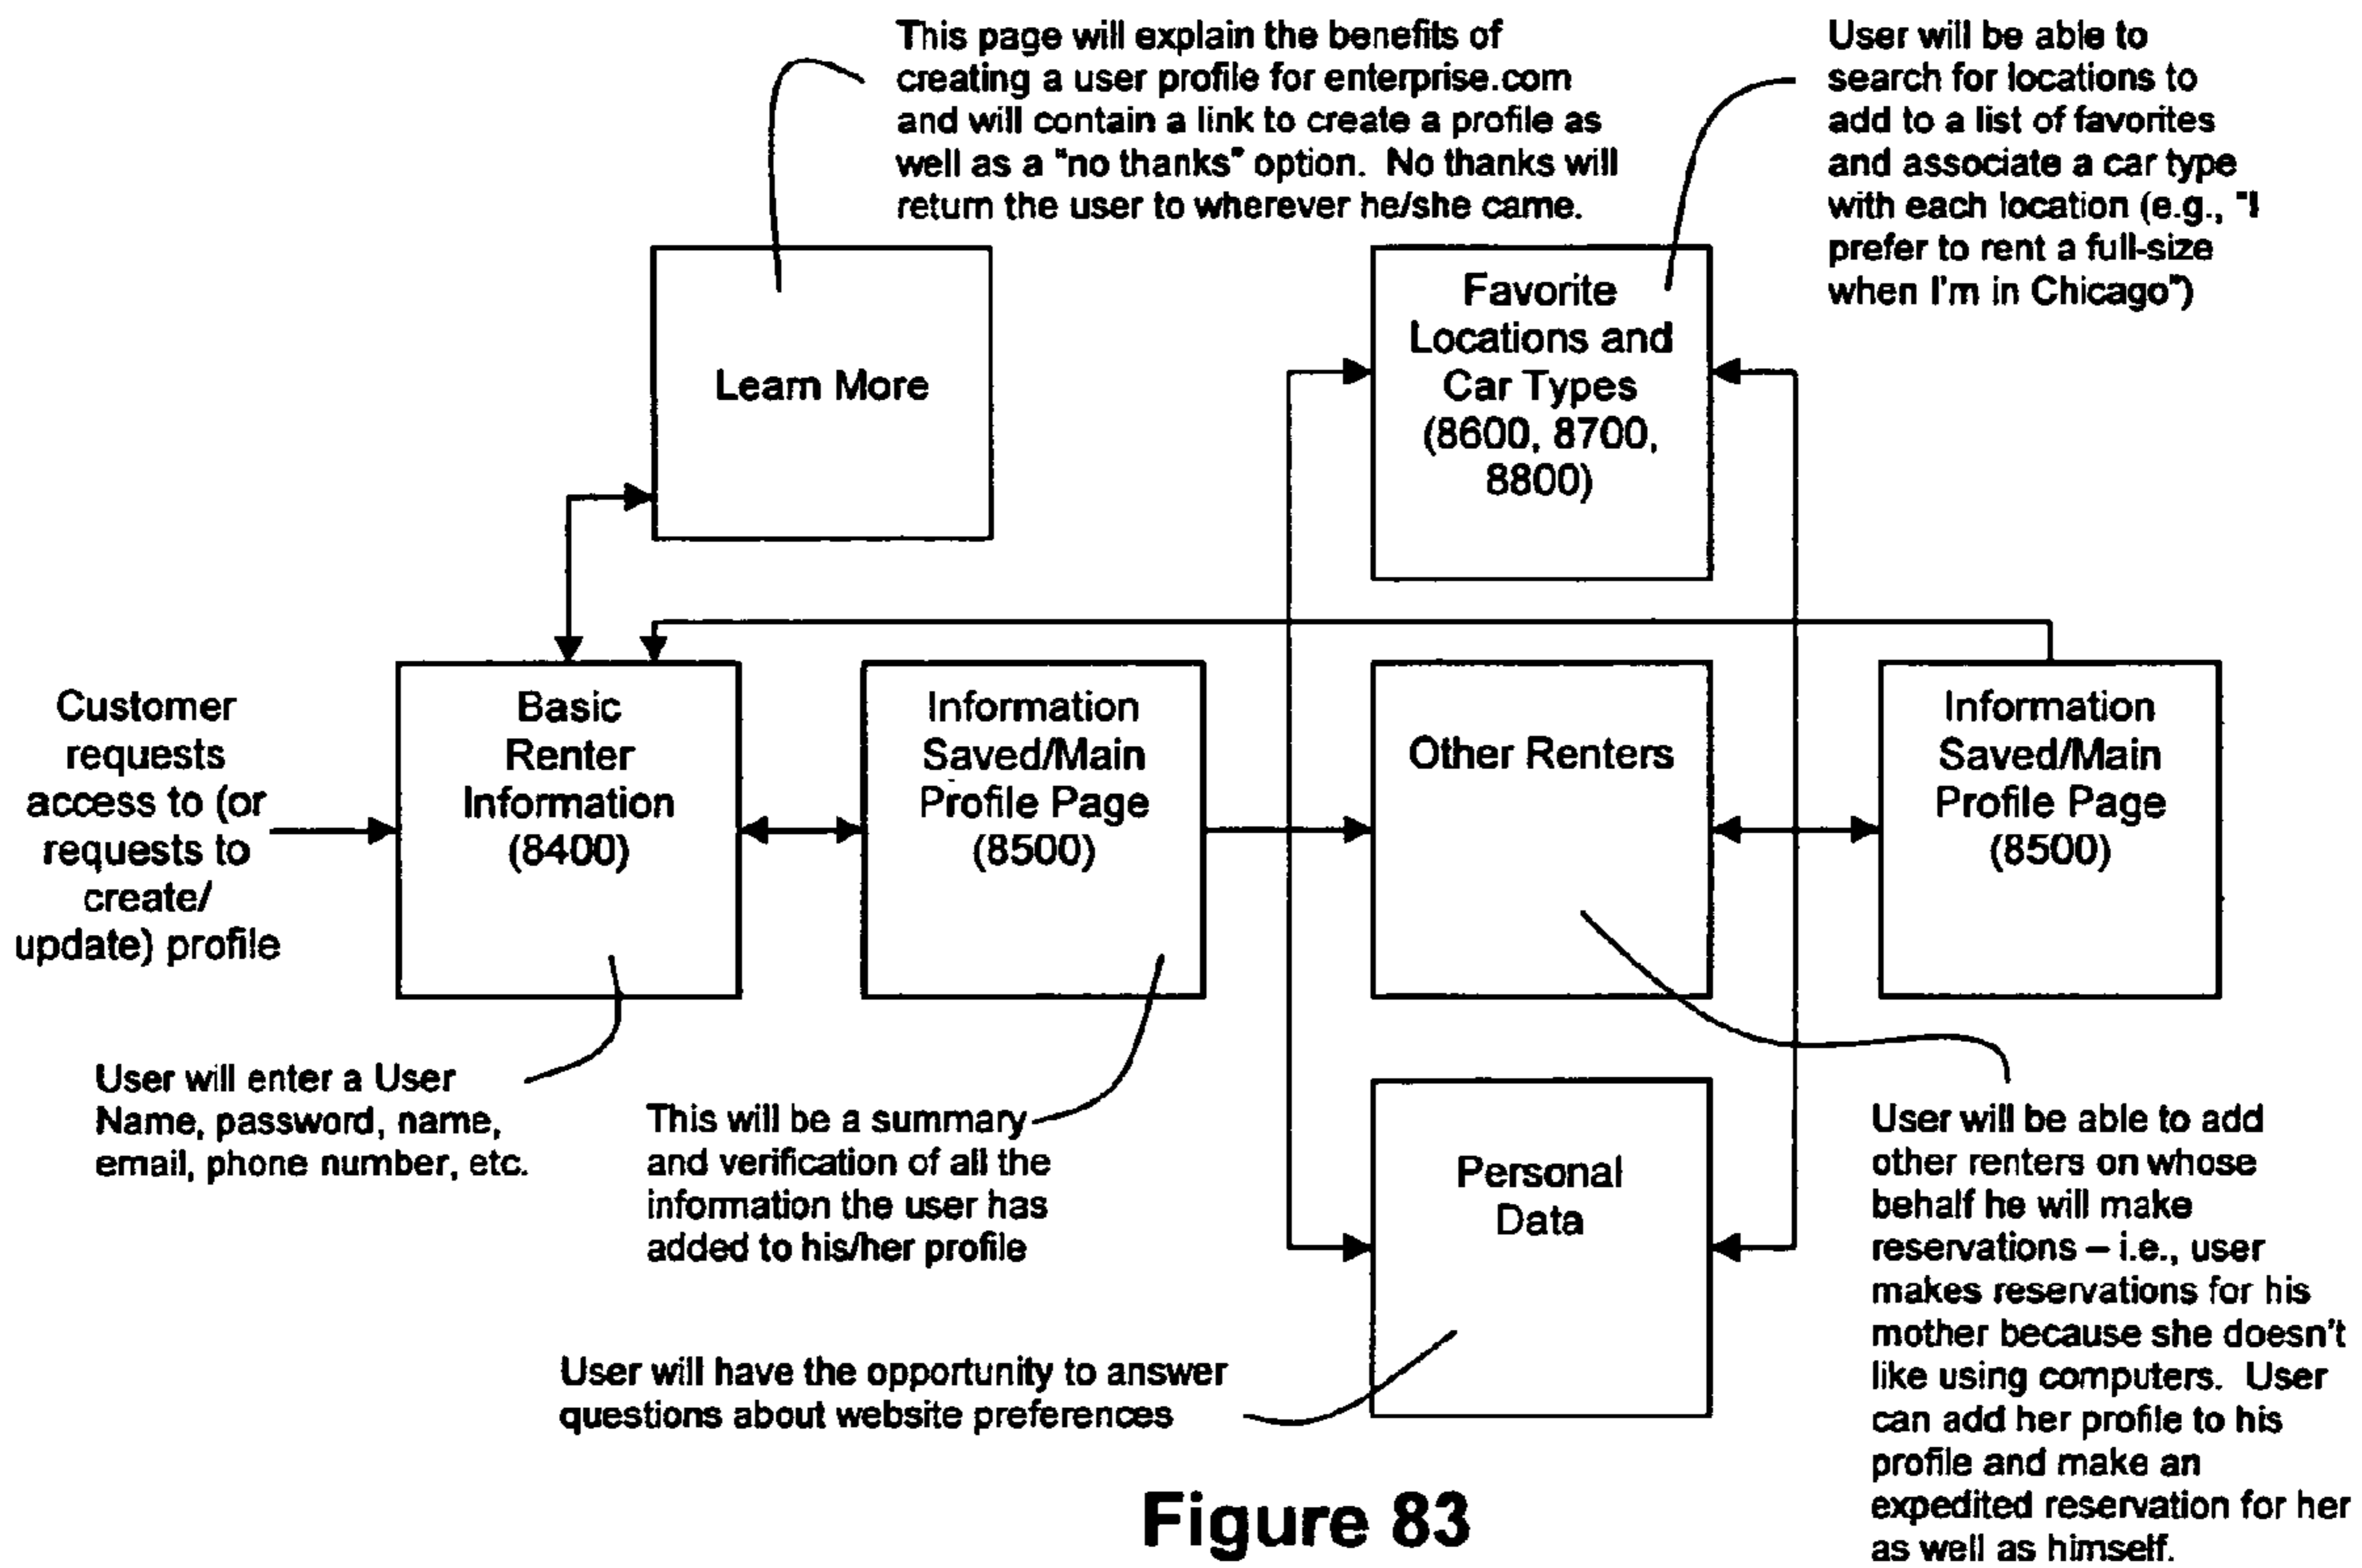 This page will explain the benefits of
creating a user profile for enterprise.com
and will contain a link to create a profile as
well as a "no thanks" option. No thanks will
return the user to wherever he/she came.
User will be able to
search for locations to
add to a list of favorites
and associate a car type
with each location (e.g., "I
prefer to rent a full-size
when I'm in Chicago")
Learn More
Favorite
Locations and
Car Types
(8600, 8700,
8800)
Customer
requests
access to (or
requests to
create/
update) profile
Basic
Renter
Information
(8400)
Information
Saved/Main
Profile Page
(8500)
Other Renters
Information
Saved/Main
Profile Page
(8500)
User will enter a User
Name, password, name,
email, phone number, etc.
This will be a summary
and verification of all the
information the user has
added to his/her profile
Personal
Data
User will have the opportunity to answer
questions about website preferences
User will be able to add
other renters on whose
behalf he will make
reservations – i.e., user
makes reservations for his
mother because she doesn't
like using computers. User
can add her profile to his
profile and make an
expedited reservation for her
as well as himself.
Figure 83